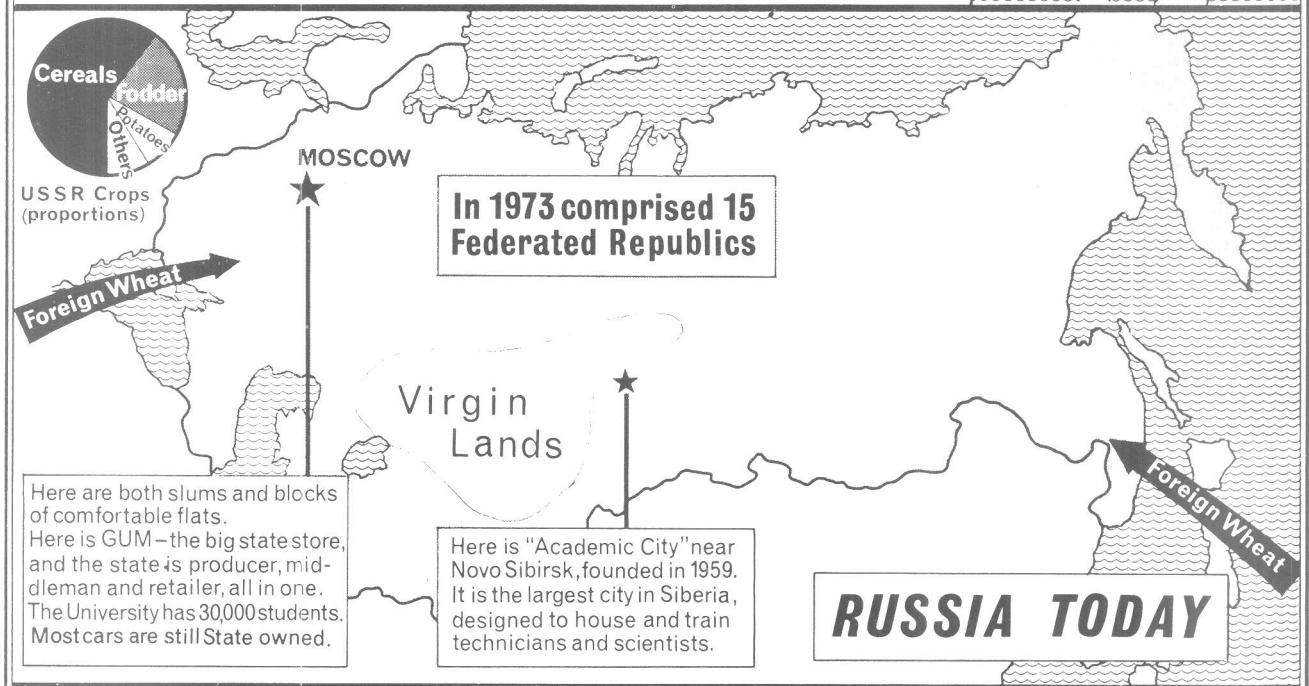 Cereals
Fodder
Potatoes
Others
USSR Crops
(proportions)
MOSCOW
In 1973 comprised 15
Federated Republics
Foreign Wheat
Virgin
Lands
Foreign Wheat
Here are both slums and blocks
of comfortable flats.
Here is GUM–the big state store,
and the state is producer, mid-
dleman and retailer, all in one.
The University has 30,000 students.
Most cars are still State owned.
Here is "Academic City" near
Novo Sibirsk, founded in 1959.
It is the largest city in Siberia,
designed to house and train
technicians and scientists.
RUSSIA TODAY